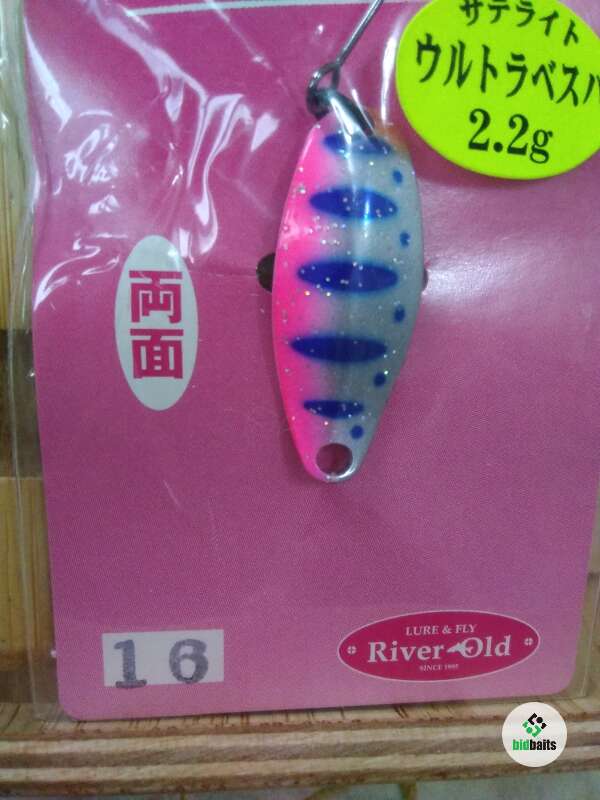 サテライト
ウルトラベスパ
2.2g
両面
16
LURE & FLY
River Old
SINCE 1995
bidbaits